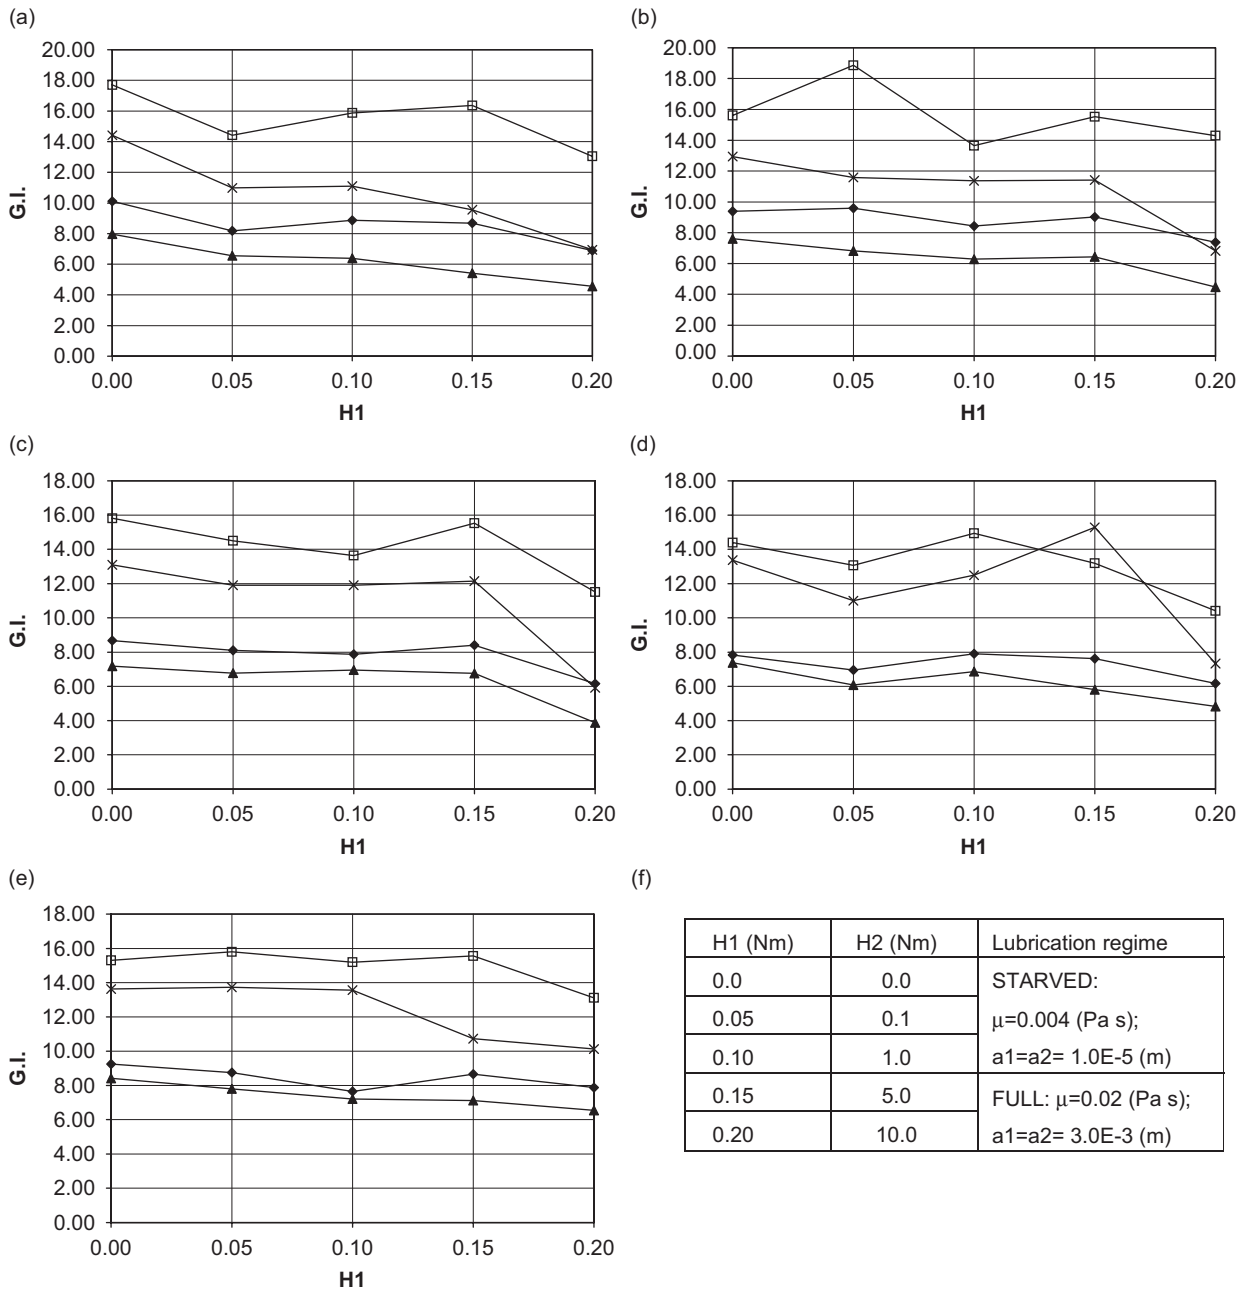 (a)
20.00
18.00
16.00
14.00
12.00
10.00
8.00
6.00
4.00
2.00
0.00
G.I.
0.00 0.05 0.10 0.15 0.20
H1
(b)
20.00
18.00
16.00
14.00
12.00
10.00
8.00
6.00
4.00
2.00
0.00
G.I.
0.00 0.05 0.10 0.15 0.20
H1
(c)
18.00
16.00
14.00
12.00
10.00
8.00
6.00
4.00
2.00
0.00
G.I.
0.00 0.05 0.10 0.15 0.20
H1
(d)
18.00
16.00
14.00
12.00
10.00
8.00
6.00
4.00
2.00
0.00
G.I.
0.00 0.05 0.10 0.15 0.20
H1
(e)
18.00
16.00
14.00
12.00
10.00
8.00
6.00
4.00
2.00
0.00
G.I.
0.00 0.05 0.10 0.15 0.20
H1
(f)
H1 (Nm) H2 (Nm) Lubrication regime
0.0 0.0 STARVED:
0.05 0.1 μ=0.004 (Pa s);
0.10 1.0 a1=a2= 1.0E-5 (m)
0.15 5.0 FULL: μ=0.02 (Pa s);
0.20 10.0 a1=a2= 3.0E-3 (m)